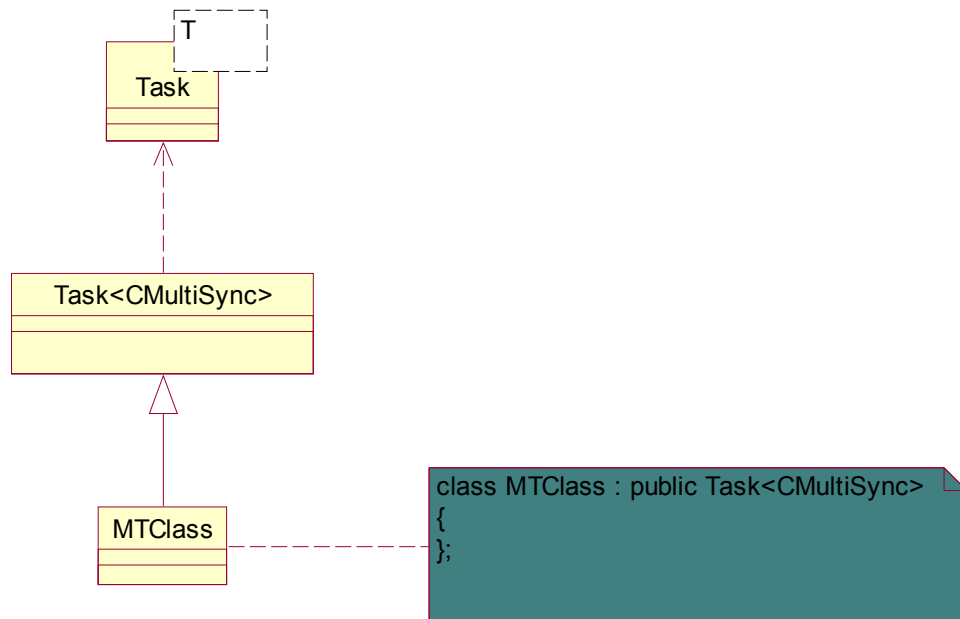 T
Task
Task<CMultiSync>
MTClass
class MTClass : public Task<CMultiSync>
{
};